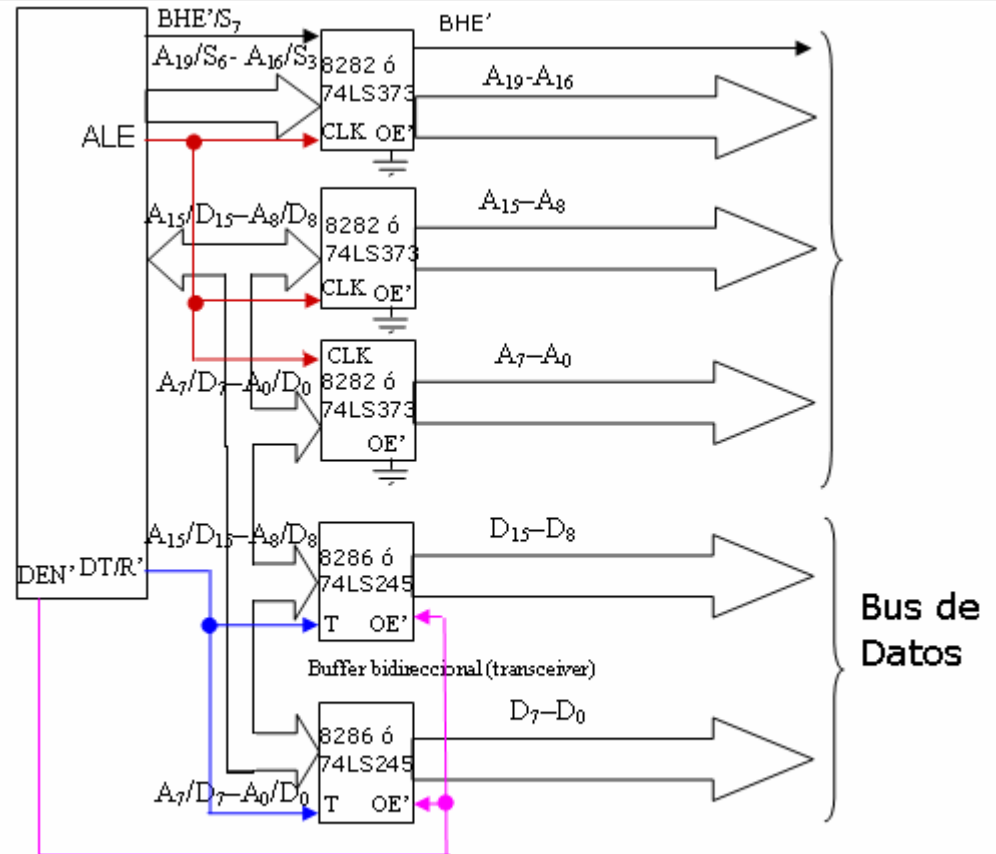 BHE’/S₇
BHE’
A₁₉/S₆- A₁₆/S₃
8282 ó
74LS373
A₁₉-A₁₆
ALE
CLK OE’
A₁₅/D₁₅–A₈/D₈
8282 ó
74LS373
A₁₅–A₈
CLK OE’
CLK
A₇–A₀
A₇/D₇–A₀/D₀
8282 ó
74LS373
OE’
A₁₅/D₁₅–A₈/D₈
D₁₅–D₈
8286 ó
74LS245
DEN’ DT/R’
T OE’
Bus de
Datos
Buffer bidireccional (transceiver)
D₇–D₀
8286 ó
74LS245
A₇/D₇–A₀/D₀
T OE’